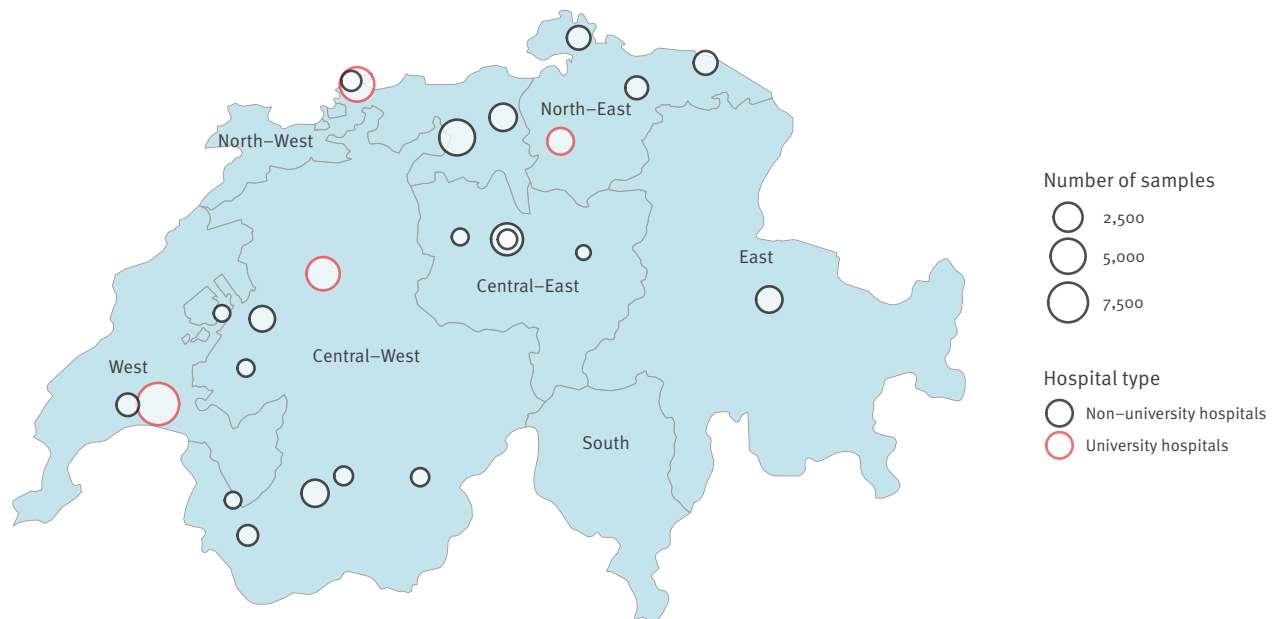 North–East
North–West
East
Central–East
Central–West
West
South
Number of samples
2,500
5,000
7,500
Hospital type
Non–university hospitals
University hospitals